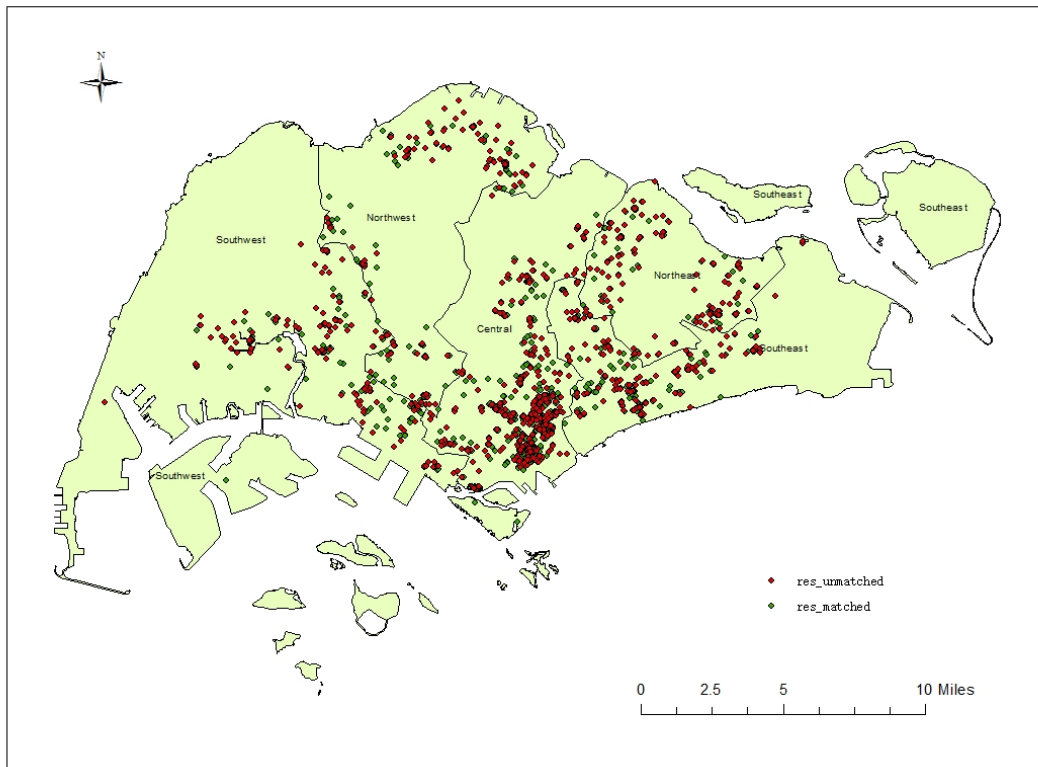 N
Southeast
Southeast
Northwest
Southwest
Northeast
Central
Southeast
Southwest
res_unmatched
res_matched
0 2.5 5 10 Miles